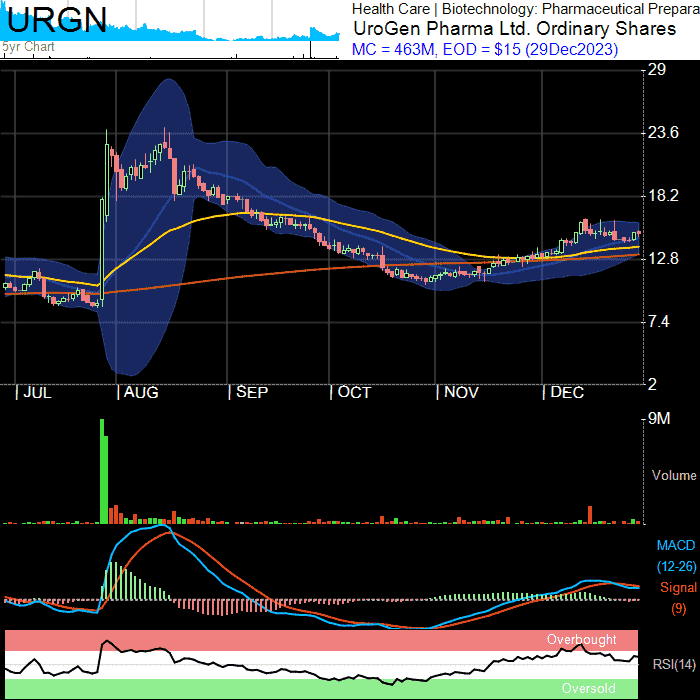 URGN
5yr Chart
Health Care | Biotechnology: Pharmaceutical Prepara
UroGen Pharma Ltd. Ordinary Shares
MC = 463M, EOD = $15 (29Dec2023)
29
23.6
18.2
12.8
7.4
2
JUL AUG SEP OCT NOV DEC
9M
Volume
MACD
(12-26)
Signal
(9)
Overbought
RSI(14)
Oversold